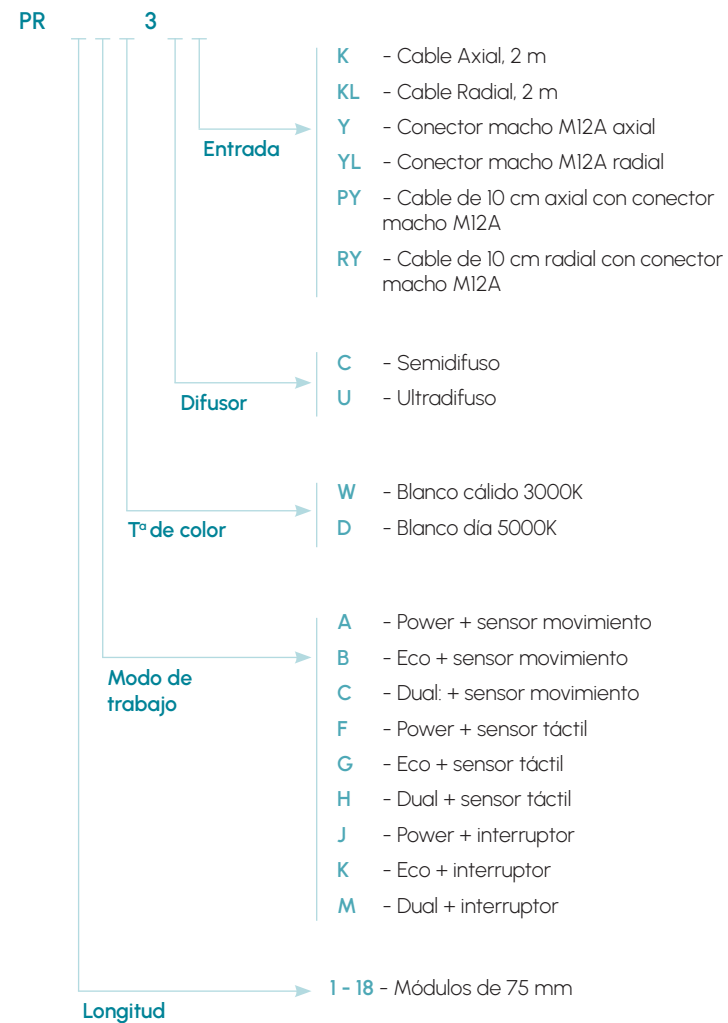 PR 3
K - Cable Axial, 2 m
KL - Cable Radial, 2 m
Y - Conector macho M12A axial
Entrada
YL - Conector macho M12A radial
PY - Cable de 10 cm axial con conector
macho M12A
RY - Cable de 10 cm radial con conector
macho M12A
C - Semidifuso
Difusor
U - Ultradifuso
W - Blanco cálido 3000K
Tª de color
D - Blanco día 5000K
A - Power + sensor movimiento
B - Eco + sensor movimiento
Modo de
trabajo
C - Dual: + sensor movimiento
F - Power + sensor táctil
G - Eco + sensor táctil
H - Dual + sensor táctil
J - Power + interruptor
K - Eco + interruptor
M - Dual + interruptor
1 - 18 - Módulos de 75 mm
Longitud